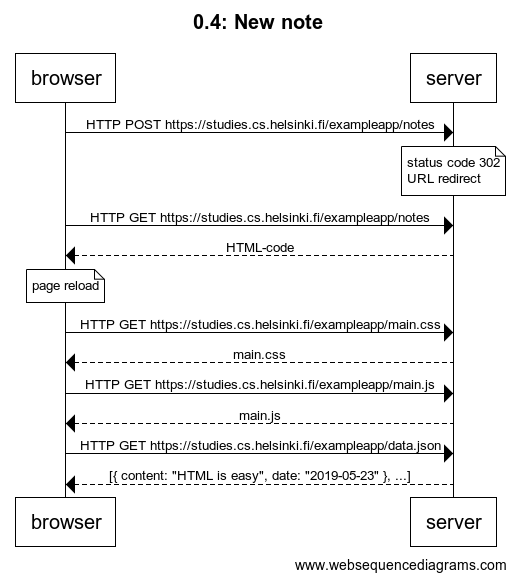 0.4: New note
browser
server
HTTP POST https://studies.cs.helsinki.fi/exampleapp/notes
status code 302
URL redirect
HTTP GET https://studies.cs.helsinki.fi/exampleapp/notes
HTML-code
page reload
HTTP GET https://studies.cs.helsinki.fi/exampleapp/main.css
main.css
HTTP GET https://studies.cs.helsinki.fi/exampleapp/main.js
main.js
HTTP GET https://studies.cs.helsinki.fi/exampleapp/data.json
[{ content: "HTML is easy", date: "2019-05-23" }, ...]
browser
server
www.websequencediagrams.com